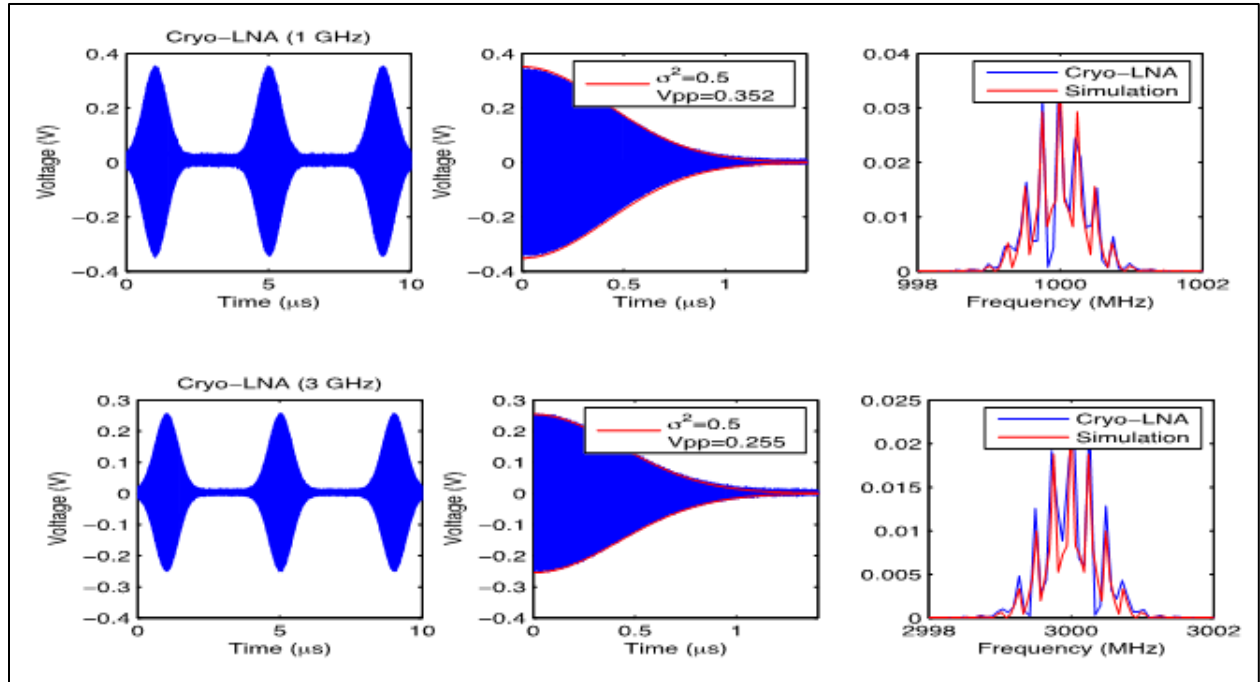 Cryo-LNA (1 GHz)
Voltage (V)
0.4
0.2
0
-0.2
-0.4
0
5
10
Time (μs)
Voltage (V)
0.4
0.2
0
-0.2
-0.4
0
0.5
1
Time (μs)
σ²=0.5
Vpp=0.352
0.04
0.03
0.02
0.01
0
998
1000
1002
Frequency (MHz)
Cryo-LNA
Simulation
Cryo-LNA (3 GHz)
Voltage (V)
0.3
0.2
0.1
0
-0.1
-0.2
-0.3
-0.4
0
5
10
Time (μs)
Voltage (V)
0.3
0.2
0.1
0
-0.1
-0.2
-0.3
-0.4
0
0.5
1
Time (μs)
σ²=0.5
Vpp=0.255
0.025
0.02
0.015
0.01
0.005
0
2998
3000
3002
Frequency (MHz)
Cryo-LNA
Simulation